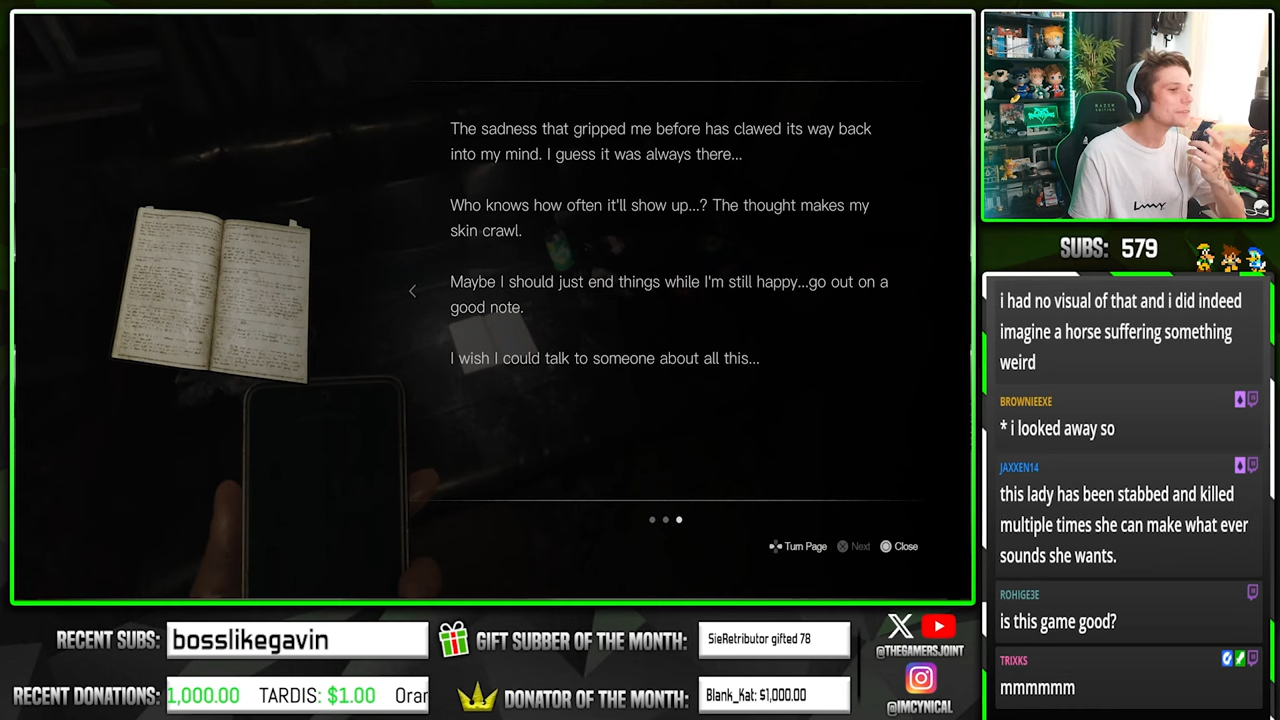 The sadness that gripped me before has clawed its way back
into my mind. I guess it was always there...
Who knows how often it'll show up...? The thought makes my
skin crawl.
Maybe I should just end things while I'm still happy...go out on a
good note.
I wish I could talk to someone about all this...
Turn Page
Next
Close
SUBS: 579
i had no visual of that and i did indeed
imagine a horse suffering something
weird
BROWNIEEXE
* i looked away so
JAXXEN14
this lady has been stabbed and killed
multiple times she can make what ever
sounds she wants.
ROHIGE3E
is this game good?
TRIXKS
mmmmmm
RECENT SUBS: bosslikegavin
GIFT SUBBER OF THE MONTH: SieRetributor gifted 78
@THEGAMERSJOINT
RECENT DONATIONS: 1,000.00 TARDIS: $1.00 Orar
DONATOR OF THE MONTH: Blank_Kat: $1,000.00
@IMCYNICAL